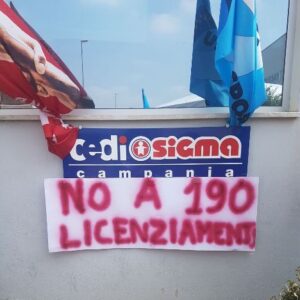 cedi sigma
campania
NO A 190
LICENZIAMENTI